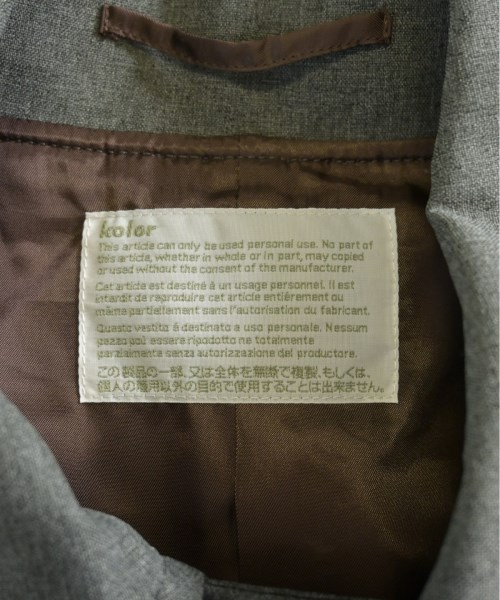 kolor
This article can only be used personal use. No part of
this article, whether in whole or in part, may copied
or used without the consent of the manufacturer.
Cet article est destiné à un usage personnel. Il est
interdit de reproduire cet article entiérement ou
même partiellement sans l'autorisation du fabricant.
Questo vestito é destinato a uso personale. Nessum
pezzo puó essere ripodotto ne totalmente
parzialmente senza autorizzazione del produttore.
この製品の一部、又は全体を無断で複製、もしくは、
個人の着用以外の目的で使用することは出来ません。